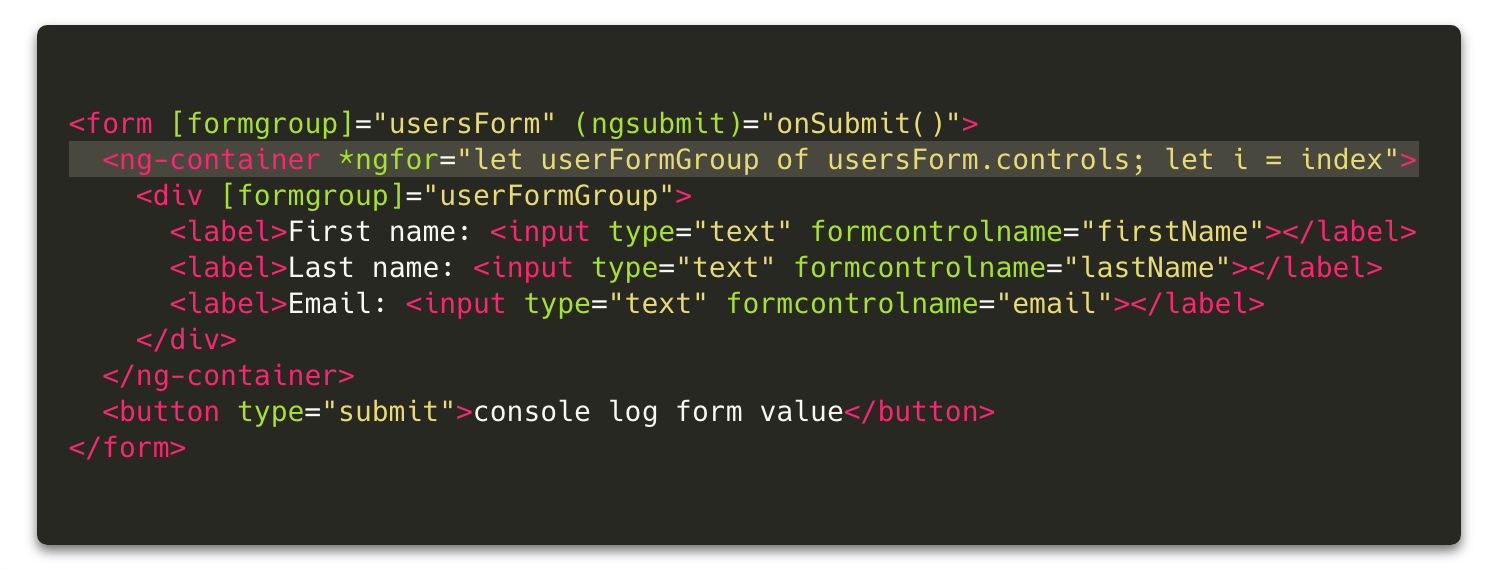 <form [formgroup]="usersForm" (ngsubmit)="onSubmit()">
<ng-container *ngfor="let userFormGroup of usersForm.controls; let i = index">
<div [formgroup]="userFormGroup">
<label>First name: <input type="text" formcontrolname="firstName"></label>
<label>Last name: <input type="text" formcontrolname="lastName"></label>
<label>Email: <input type="text" formcontrolname="email"></label>
</div>
</ng-container>
<button type="submit">console log form value</button>
</form>